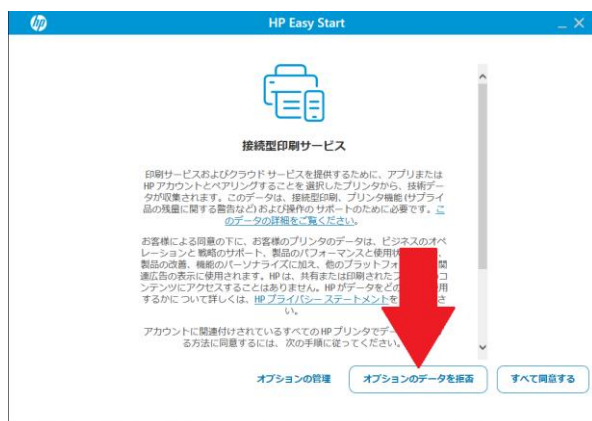 hp
HP Easy Start
接続型印刷サービス
印刷サービスおよびクラウド サービスを提供するために、アプリまたは
HP アカウントとペアリングすることを選択したプリンタから、技術デー
タが収集されます。このデータは、接続型印刷、プリンタ機能 (サプライ
品の残量に関する警告など) および操作のサポートのために必要です。こ
のデータの詳細をご覧ください。
お客様による同意の下に、お客様のプリンタのデータは、ビジネスのオペ
レーションと戦略のサポート、製品のパフォーマンスと使用
製品の改善、機能のパーソナライズに加え、他のプラットフォ
連広告の表示に使用されます。HP は、共有または印刷された
ンテンツにアクセスすることはありません。HP がデータをど
するかについて詳しくは、HP プライバシー ステートメントを
い。
アカウントに関連付けされているすべての HP プリンタでデー
る方法に同意するには、次の手順に従ってください。
オプションの管理
オプションのデータを拒否
すべて同意する